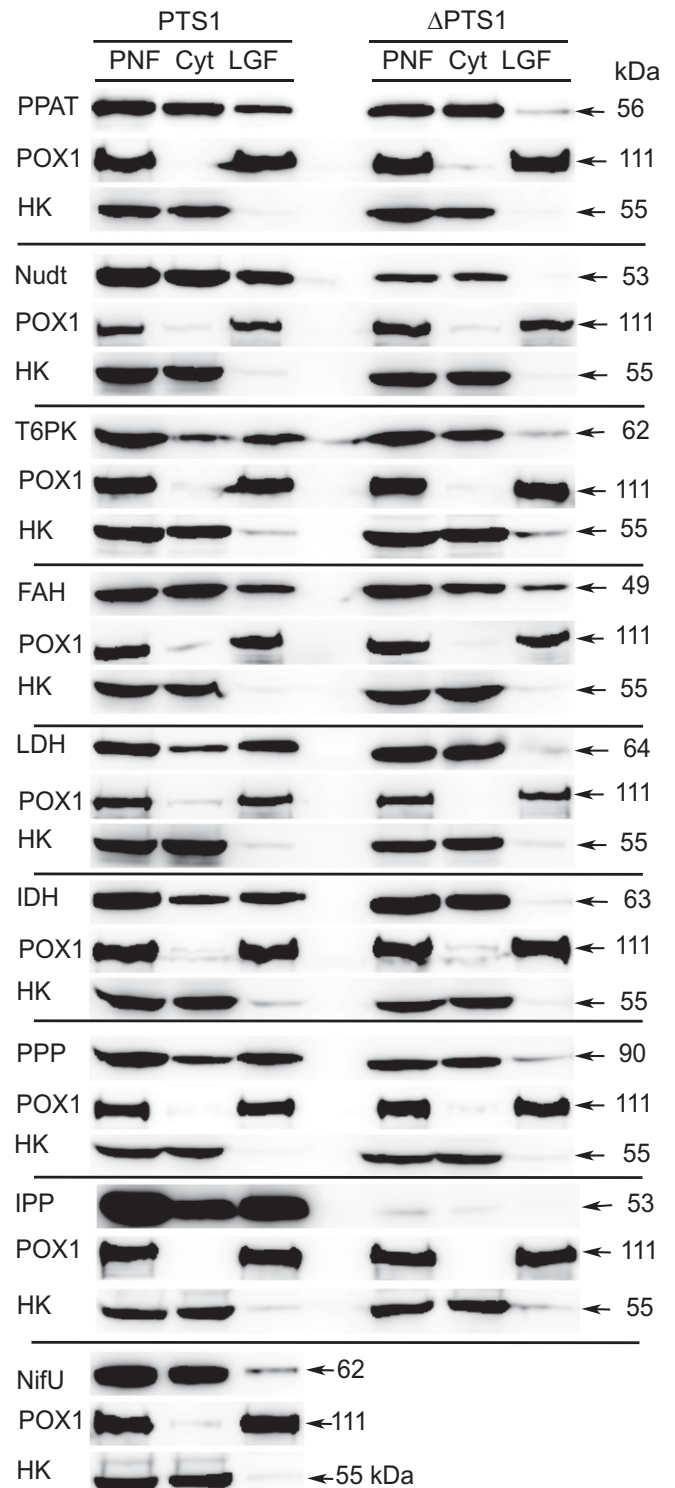 PTS1 ΔPTS1
PNF Cyt LGF PNF Cyt LGF kDa
PPAT 56
POX1 111
HK 55
Nudt 53
POX1 111
HK 55
T6PK 62
POX1 111
HK 55
FAH 49
POX1 111
HK 55
LDH 64
POX1 111
HK 55
IDH 63
POX1 111
HK 55
PPP 90
POX1 111
HK 55
IPP 53
POX1 111
HK 55
NifU 62
POX1 111
HK 55 kDa